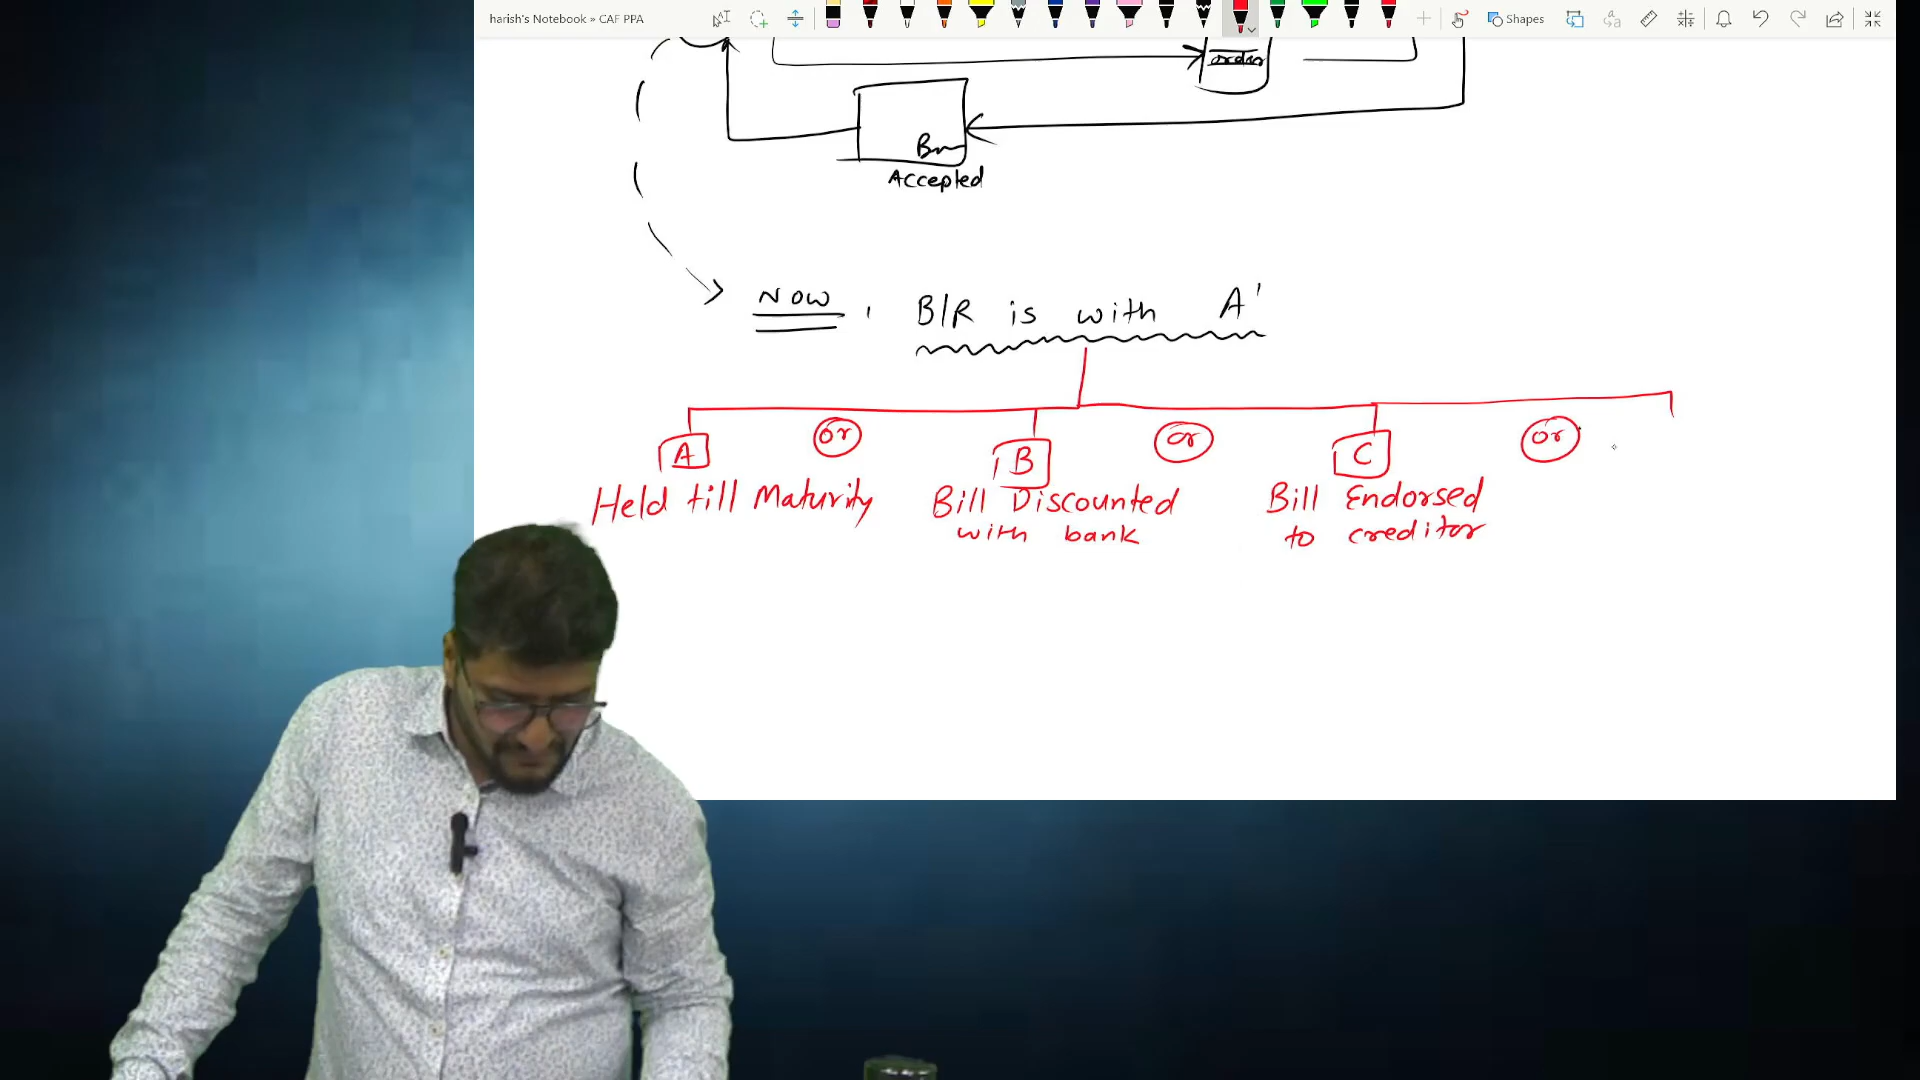 harish's Notebook » CAF PPA
Shapes
order
Bm
Accepted
NOW, B/R is with A'
A or B or C or
Held till Maturity
Bill Discounted
with bank
Bill Endorsed
to creditor